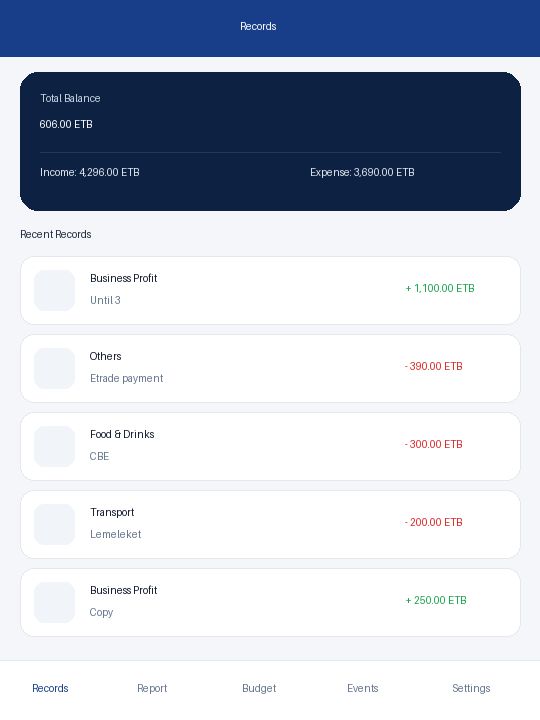 Records
Total Balance
606.00 ETB
Income: 4,296.00 ETB Expense: 3,690.00 ETB
Recent Records
Business Profit
Until 3
+ 1,100.00 ETB
Others
Etrade payment
- 390.00 ETB
Food & Drinks
CBE
- 300.00 ETB
Transport
Lemeleket
- 200.00 ETB
Business Profit
Copy
+ 250.00 ETB
Records Report Budget Events Settings